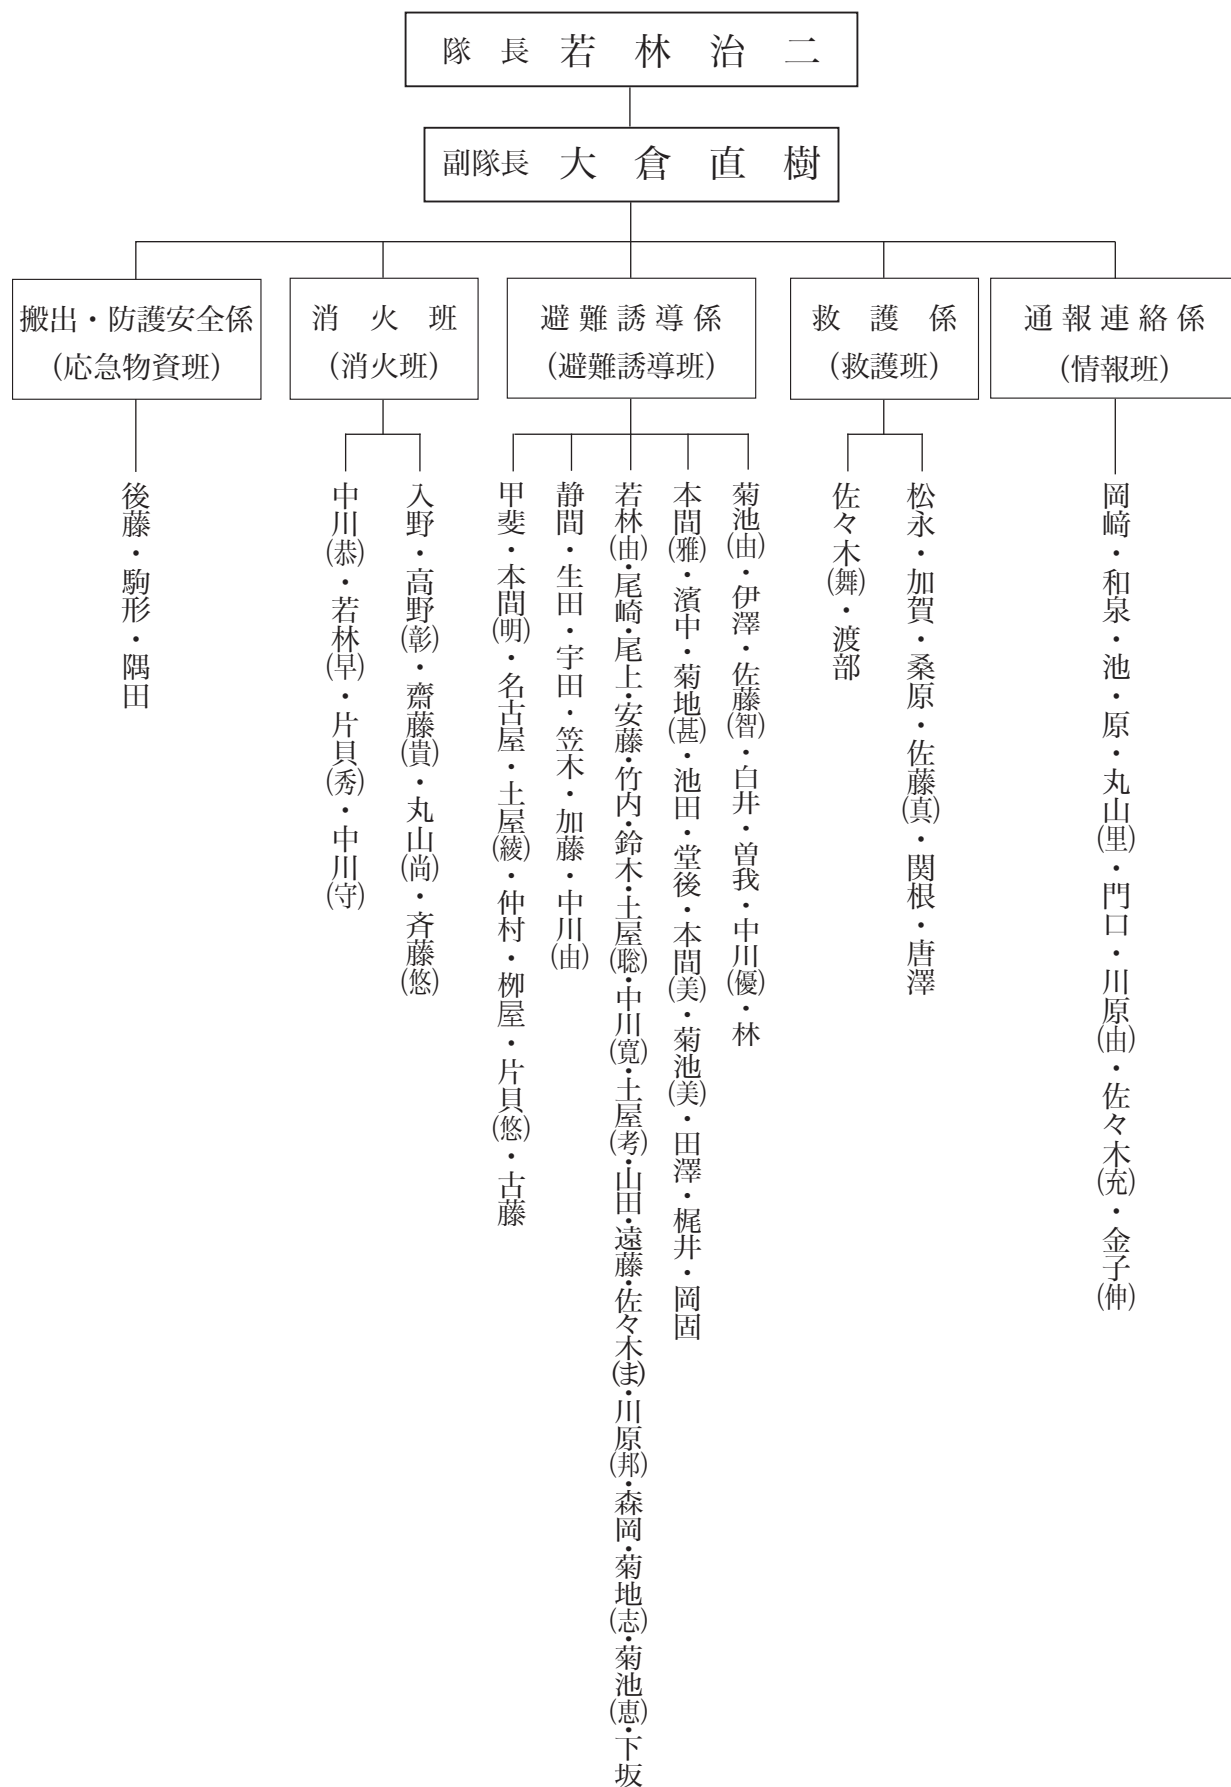 隊長 若林治二
副隊長 大倉直樹
通報連絡係
(情報班)
岡﨑・和泉・池・原・丸山(里)・門口・川原(由)・佐々木(充)・金子(伸)
救護係
(救護班)
松永・加賀・桑原・佐藤(真)・関根・唐澤
佐々木(舞)・渡部
避難誘導係
(避難誘導班)
菊池(由)・伊澤・佐藤(智)・白井・曽我・中川(優)・林
本間(雅)・濱中・菊地(甚)・池田・堂後・本間(美)・菊池(美)・田澤・梶井・岡固
若林(由)・尾崎・尾上・安藤・竹内・鈴木・土屋(聡)・中川(寛)・土屋(考)・山田・遠藤・佐々木(ま)・川原(邦)・森岡・菊地(志)・菊池(恵)・下坂
静間・生田・宇田・笠木・加藤・中川(由)
甲斐・本間(明)・名古屋・土屋(綾)・仲村・栁屋・片貝(悠)・古藤
消火班
(消火班)
入野・高野(彰)・齋藤(貴)・丸山(尚)・斉藤(悠)
中川(恭)・若林(早)・片貝(秀)・中川(守)
搬出・防護安全係
(応急物資班)
後藤・駒形・隅田